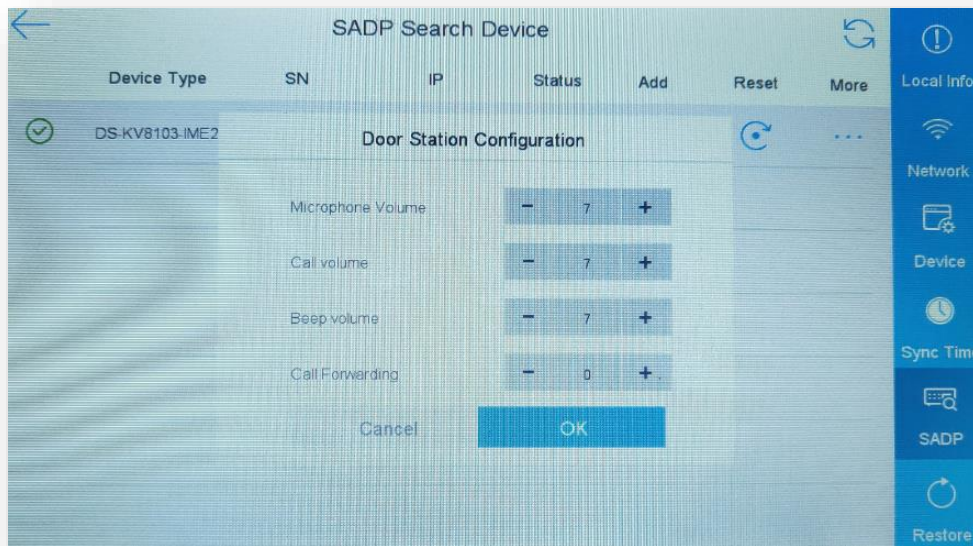 SADP Search Device
Device Type SN IP Status Add Reset More
DS-KV8103-IME2
Door Station Configuration
Microphone Volume - 7 +
Call volume - 7 +
Beep volume - 7 +
Call Forwarding - 0 +
Cancel OK
Local Info
Network
Device
Sync Time
SADP
Restore